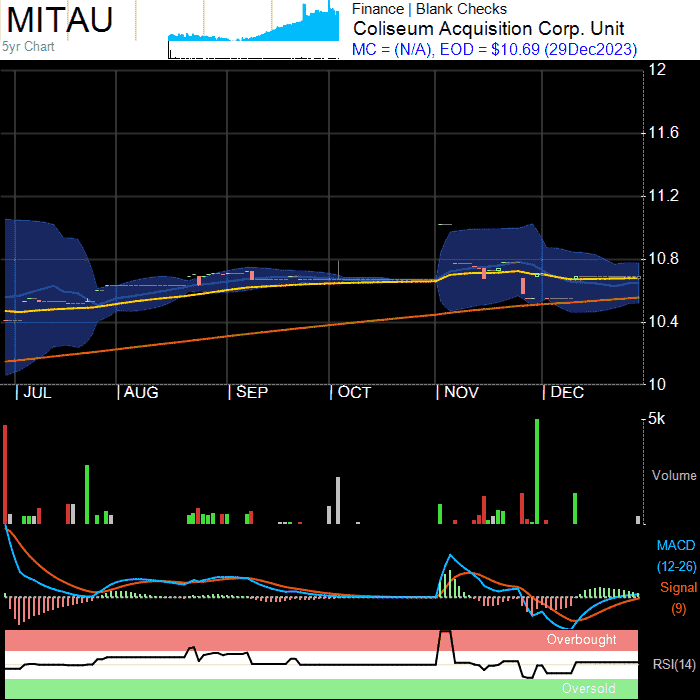 MITAU
5yr Chart
Finance | Blank Checks
Coliseum Acquisition Corp. Unit
MC = (N/A), EOD = $10.69 (29Dec2023)
12
11.6
11.2
10.8
10.4
10
JUL
AUG
SEP
OCT
NOV
DEC
5k
Volume
MACD
(12-26)
Signal
(9)
Overbought
RSI(14)
Oversold